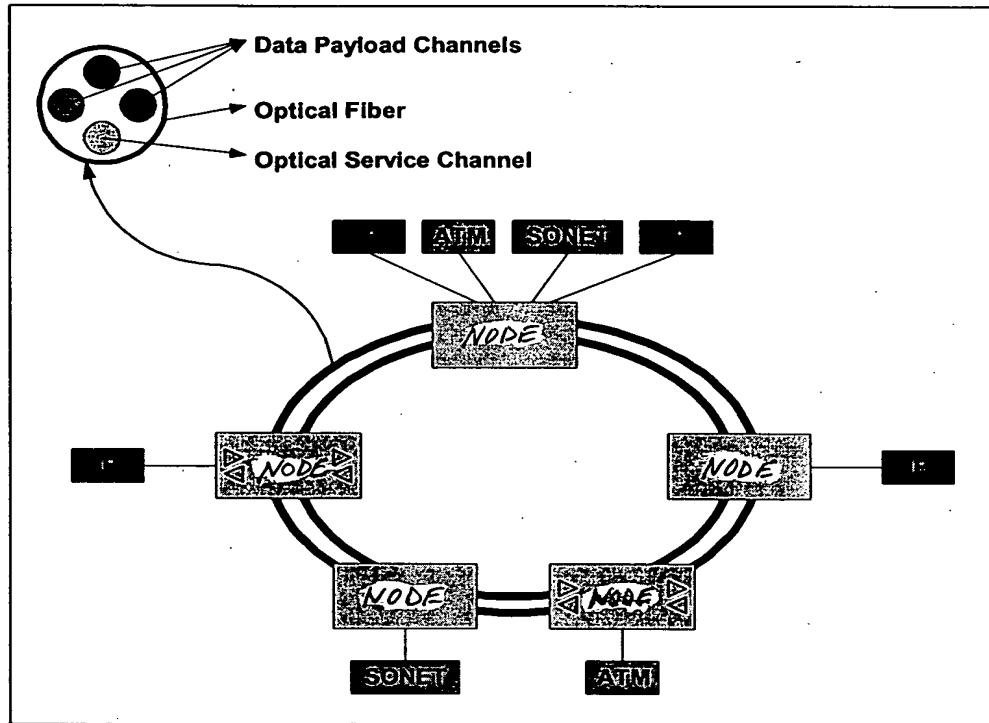 Data Payload Channels
Optical Fiber
Optical Service Channel
ATM SONET
NODE
NODE
NODE
NODE
NODE
SONET ATM